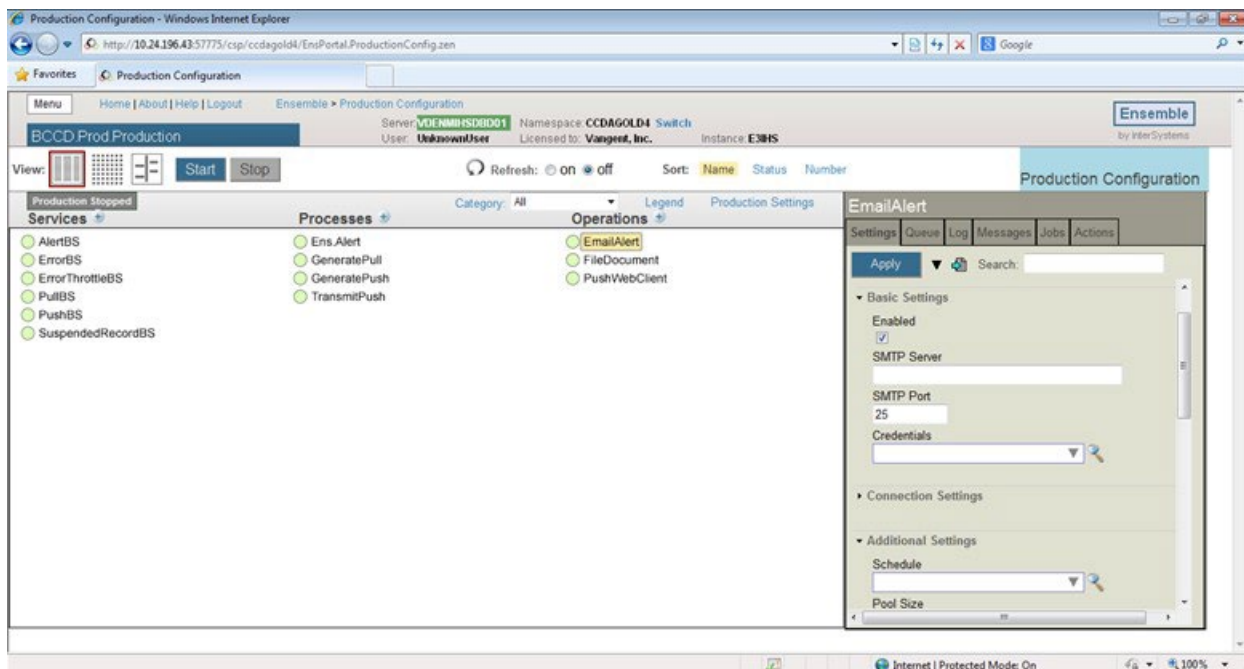 Production Configuration - Windows Internet Explorer
http://10.24.196.43:57775/csp/ccdagold4/EnsPortal.ProductionConfig.zen
Google
Favorites
Production Configuration
Menu
Home | About | Help | Logout
Ensemble > Production Configuration
Server: VDENMIHSDBD01 Namespace: CCDAGOLD4 Switch
User: UnknownUser Licensed to: Vangent, Inc. Instance: E3IHS
Ensemble
by InterSystems
BCCD.Prod.Production
View:
Start
Stop
Refresh: on off
Sort: Name Status Number
Production Configuration
Production Stopped
Category: All
Legend
Production Settings
Services
AlertBS
ErrorBS
ErrorThrottleBS
PullBS
PushBS
SuspendedRecordBS
Processes
Ens.Alert
GeneratePull
GeneratePush
TransmitPush
Operations
EmailAlert
FileDocument
PushWebClient
EmailAlert
Settings Queue Log Messages Jobs Actions
Apply
Search:
Basic Settings
Enabled
SMTP Server
SMTP Port
25
Credentials
Connection Settings
Additional Settings
Schedule
Pool Size
Internet | Protected Mode: On
100%